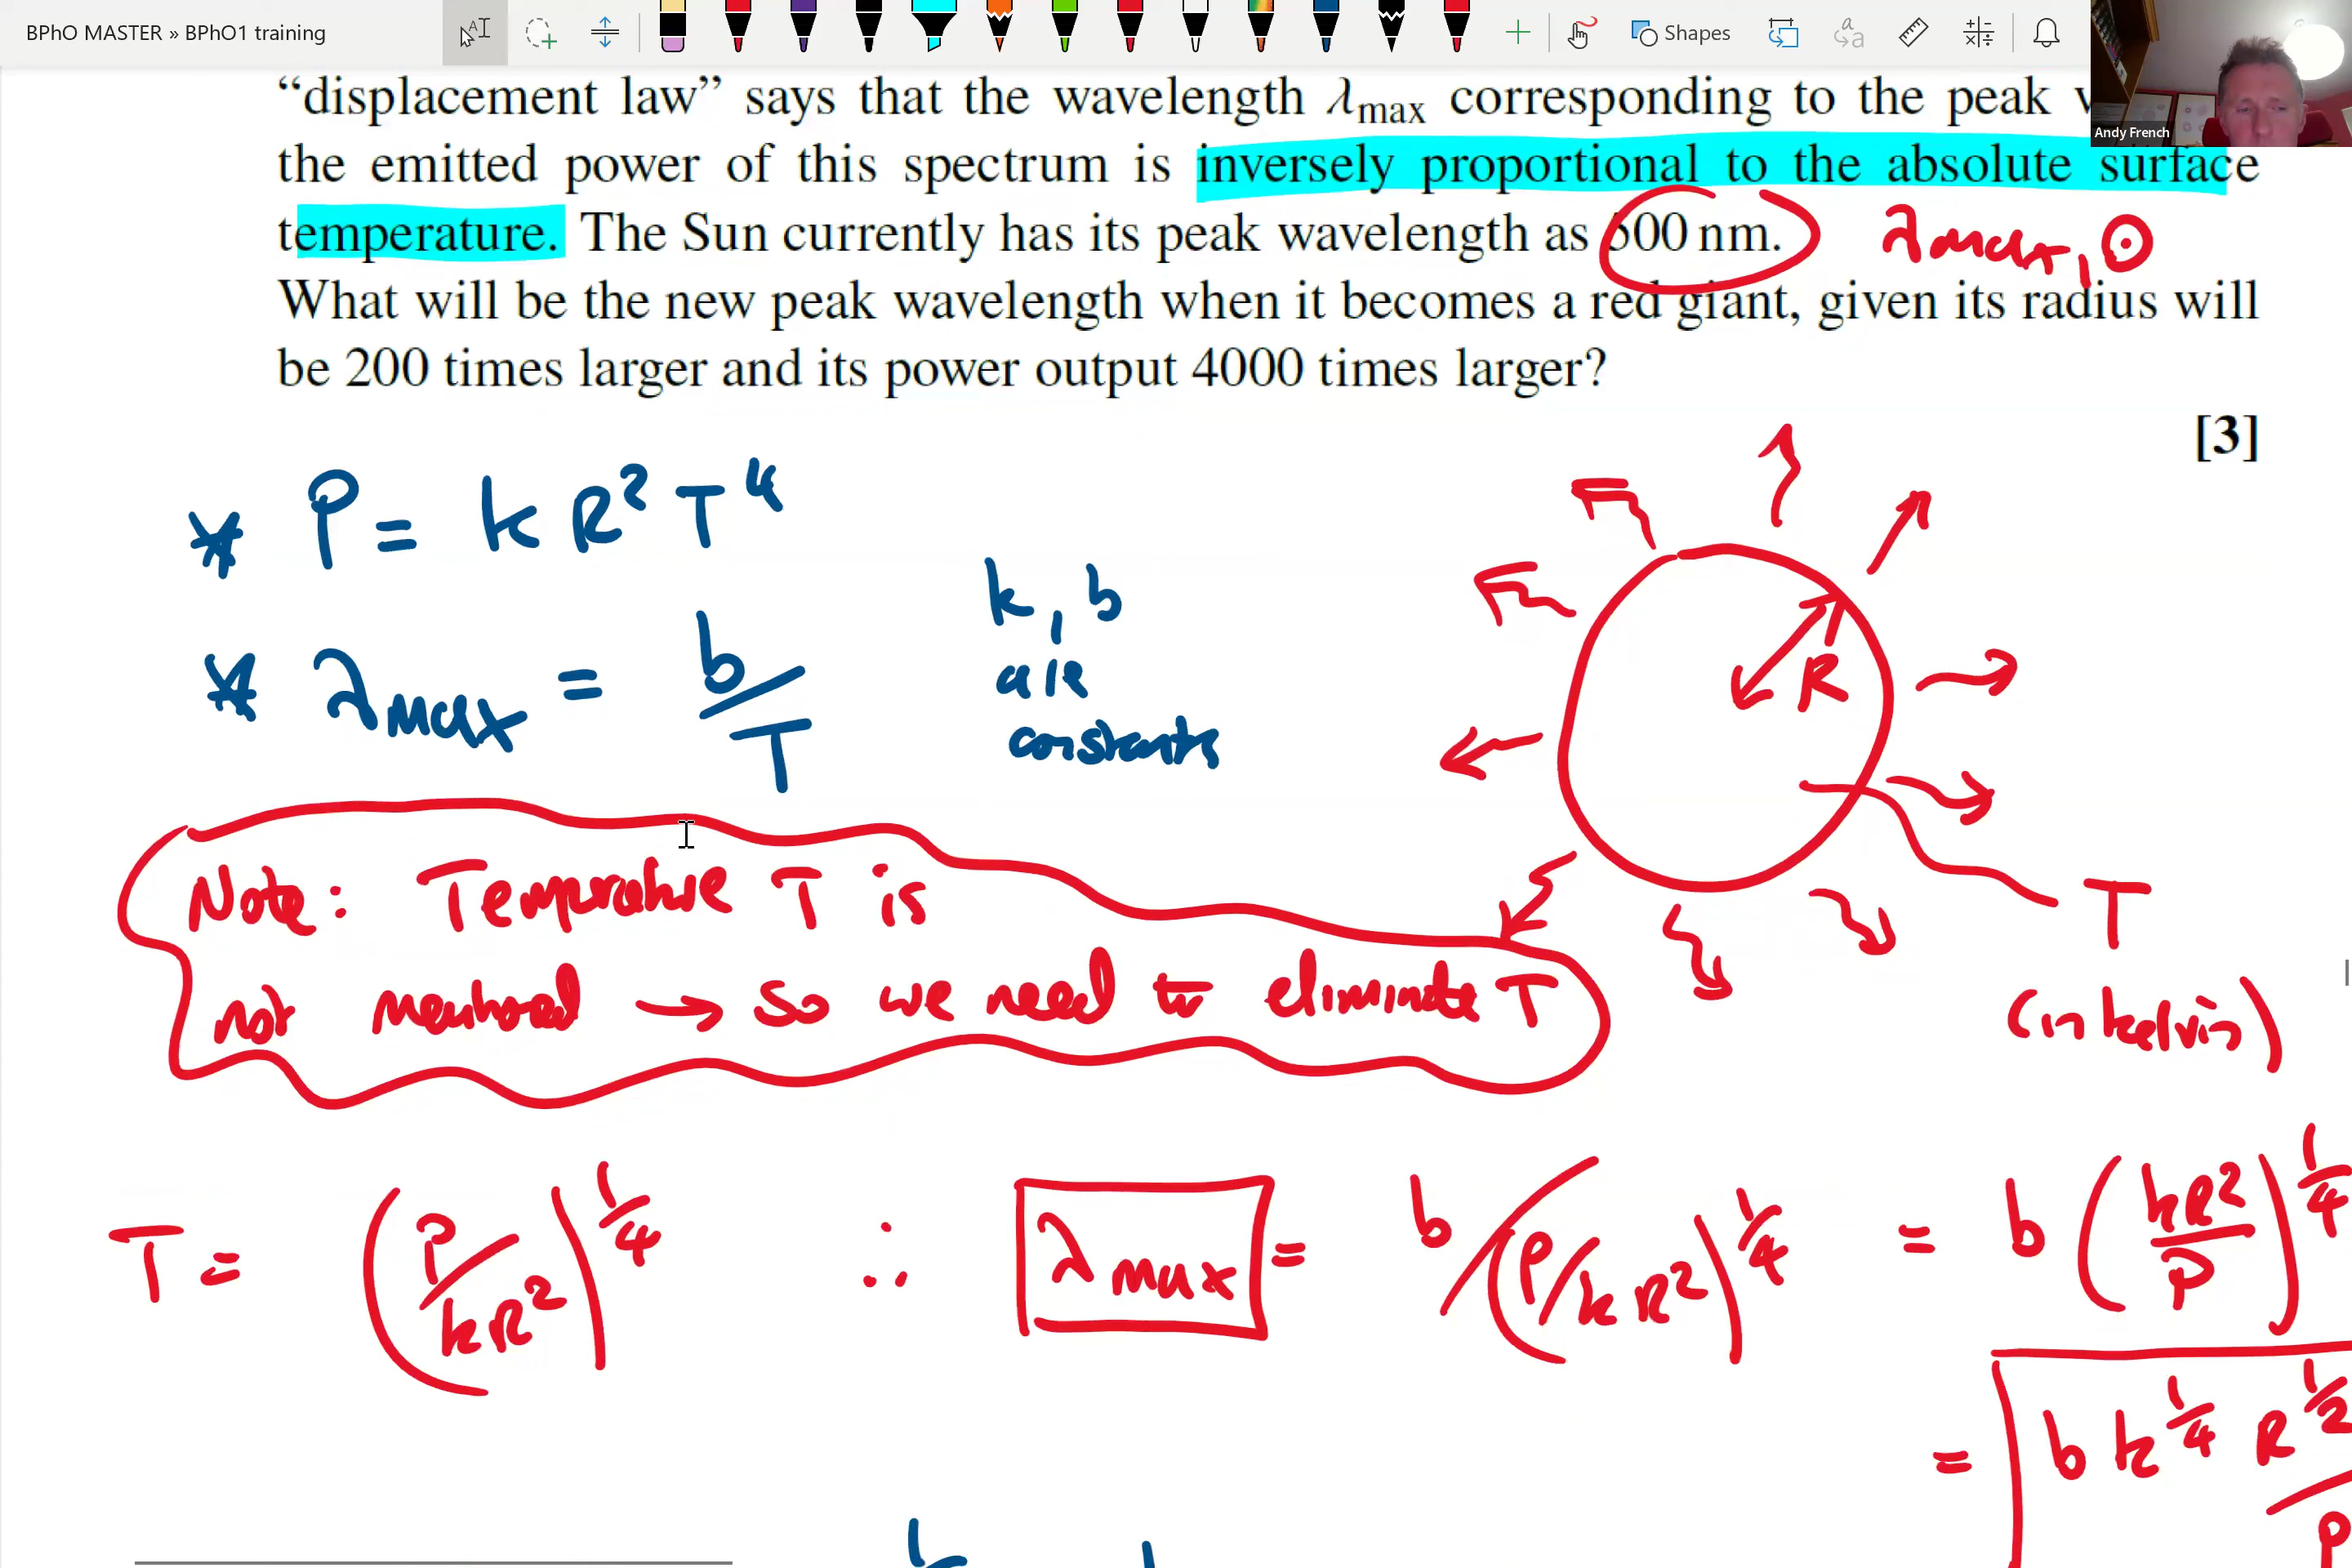 BPhO MASTER » BPhO1 training
Shapes
Andy French
“displacement law” says that the wavelength λmax corresponding to the peak
the emitted power of this spectrum is inversely proportional to the absolute surface
temperature. The Sun currently has its peak wavelength as 500 nm.
λmax, ⊙
What will be the new peak wavelength when it becomes a red giant, given its radius will
be 200 times larger and its power output 4000 times larger?
[3]
* P = k R² T⁴
* λmax = b/T
k, b
are
constants
R
T
(in kelvin)
Note: Temperature T is
not mentioned → so we need to eliminate T
T = (P/kR²)^1/4 ∴ λmax = b/(P/kR²)^1/4 = b (kR²/P)^1/4
= b k^1/4 R^1/2 / P